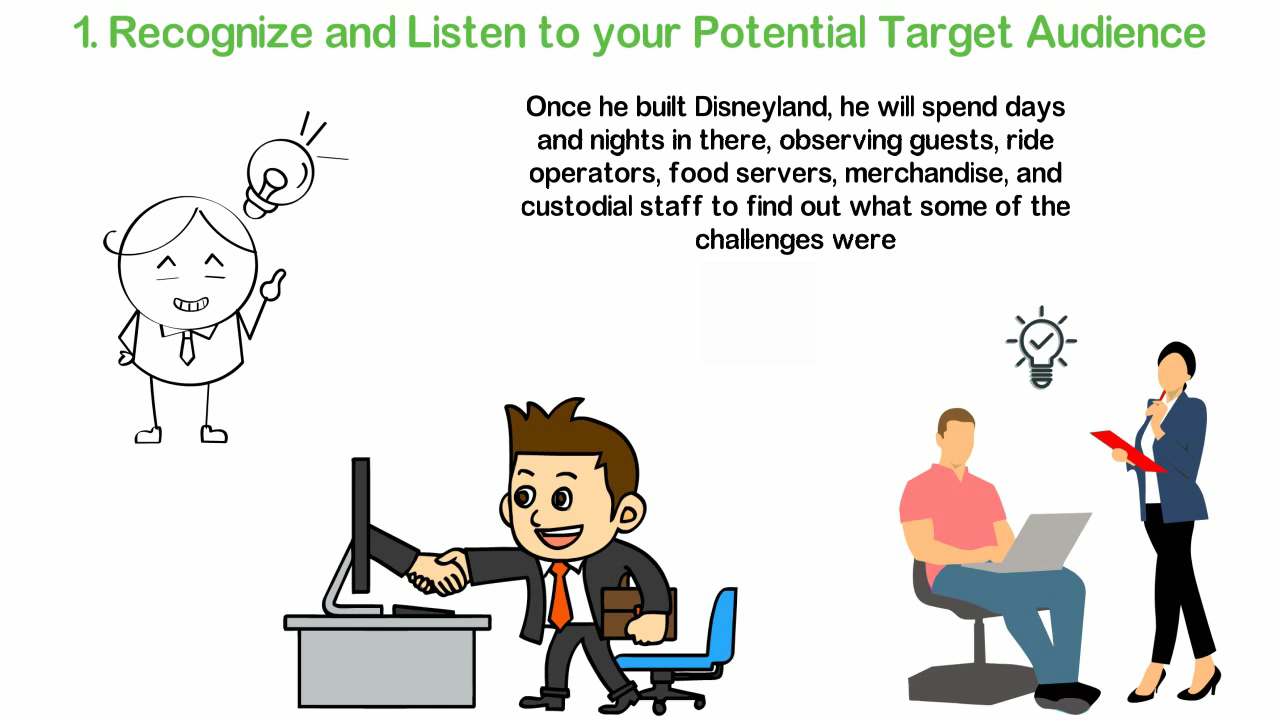 1. Recognize and Listen to your Potential Target Audience
Once he built Disneyland, he will spend days
and nights in there, observing guests, ride
operators, food servers, merchandise, and
custodial staff to find out what some of the
challenges were